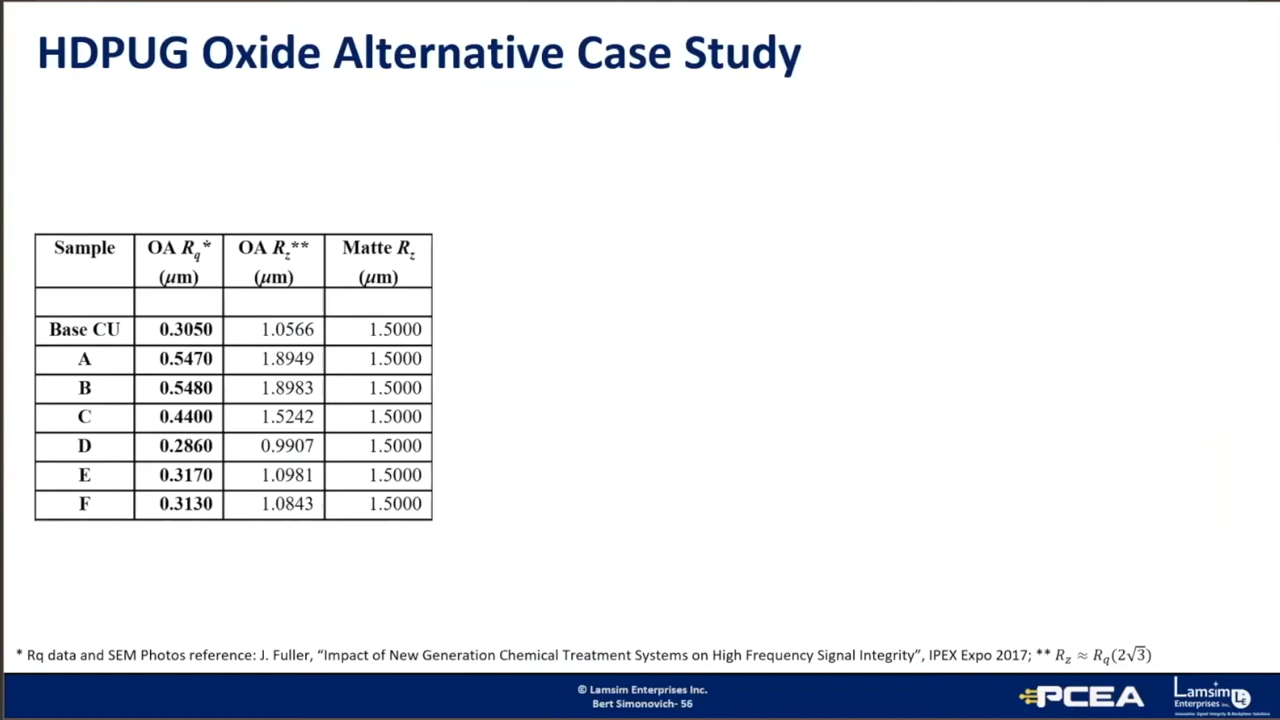 HDPUG Oxide Alternative Case Study
Sample OA Rq* (μm) OA Rz** (μm) Matte Rz (μm)
Base CU 0.3050 1.0566 1.5000
A 0.5470 1.8949 1.5000
B 0.5480 1.8983 1.5000
C 0.4400 1.5242 1.5000
D 0.2860 0.9907 1.5000
E 0.3170 1.0981 1.5000
F 0.3130 1.0843 1.5000
* Rq data and SEM Photos reference: J. Fuller, “Impact of New Generation Chemical Treatment Systems on High Frequency Signal Integrity”, IPEX Expo 2017; ** Rz ≈ Rq(2√3)
© Lamsim Enterprises Inc.
Bert Simonovich- 56
PCEA
Lamsim
Enterprises Inc.
Innovative Signal Integrity & Backplane Solutions